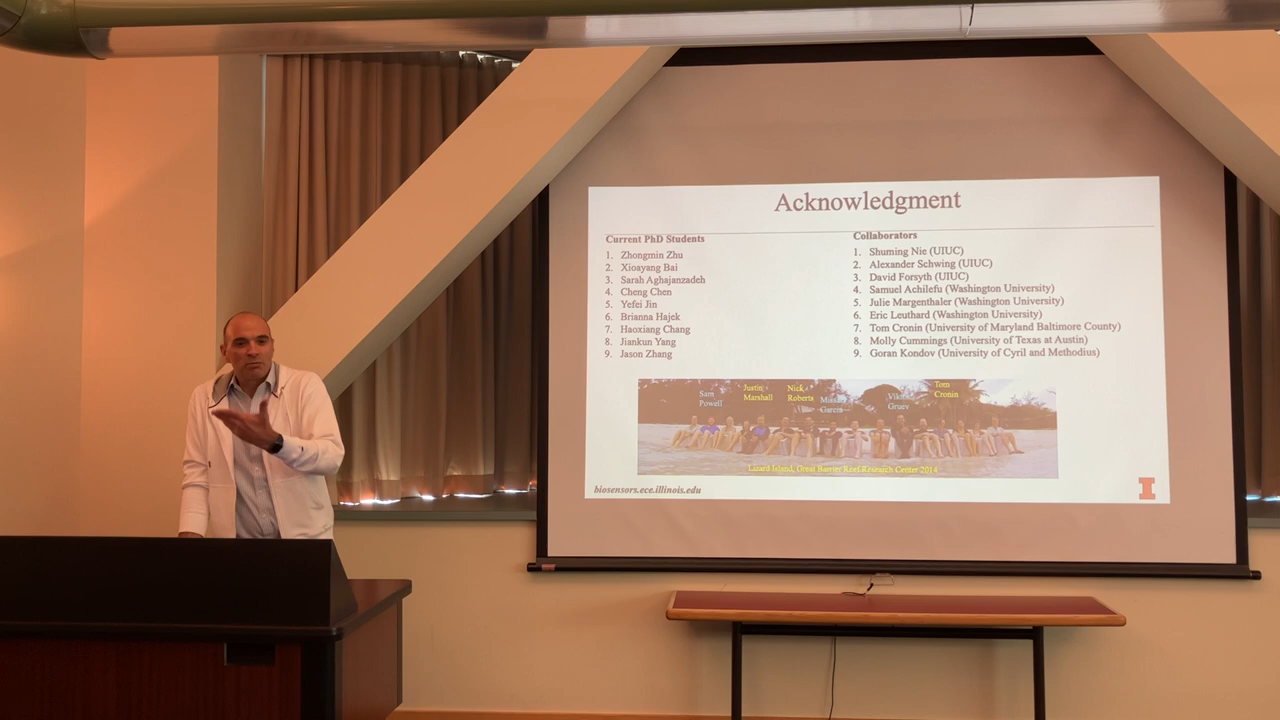 Acknowledgment
Current PhD Students
1. Zhongmin Zhu
2. Xioayang Bai
3. Sarah Aghajanzadeh
4. Cheng Chen
5. Yefei Jin
6. Brianna Hajek
7. Haoxiang Chang
8. Jiankun Yang
9. Jason Zhang
Collaborators
1. Shuming Nie (UIUC)
2. Alexander Schwing (UIUC)
3. David Forsyth (UIUC)
4. Samuel Achilefu (Washington University)
5. Julie Margenthaler (Washington University)
6. Eric Leuthard (Washington University)
7. Tom Cronin (University of Maryland Baltimore County)
8. Molly Cummings (University of Texas at Austin)
9. Goran Kondov (University of Cyril and Methodius)
Sam
Powell
Justin
Marshall
Nick
Roberts
Garcia
Viktor
Gruev
Tom
Cronin
Lizard Island, Great Barrier Reef Research Center 2014
biosensors.ece.illinois.edu
I